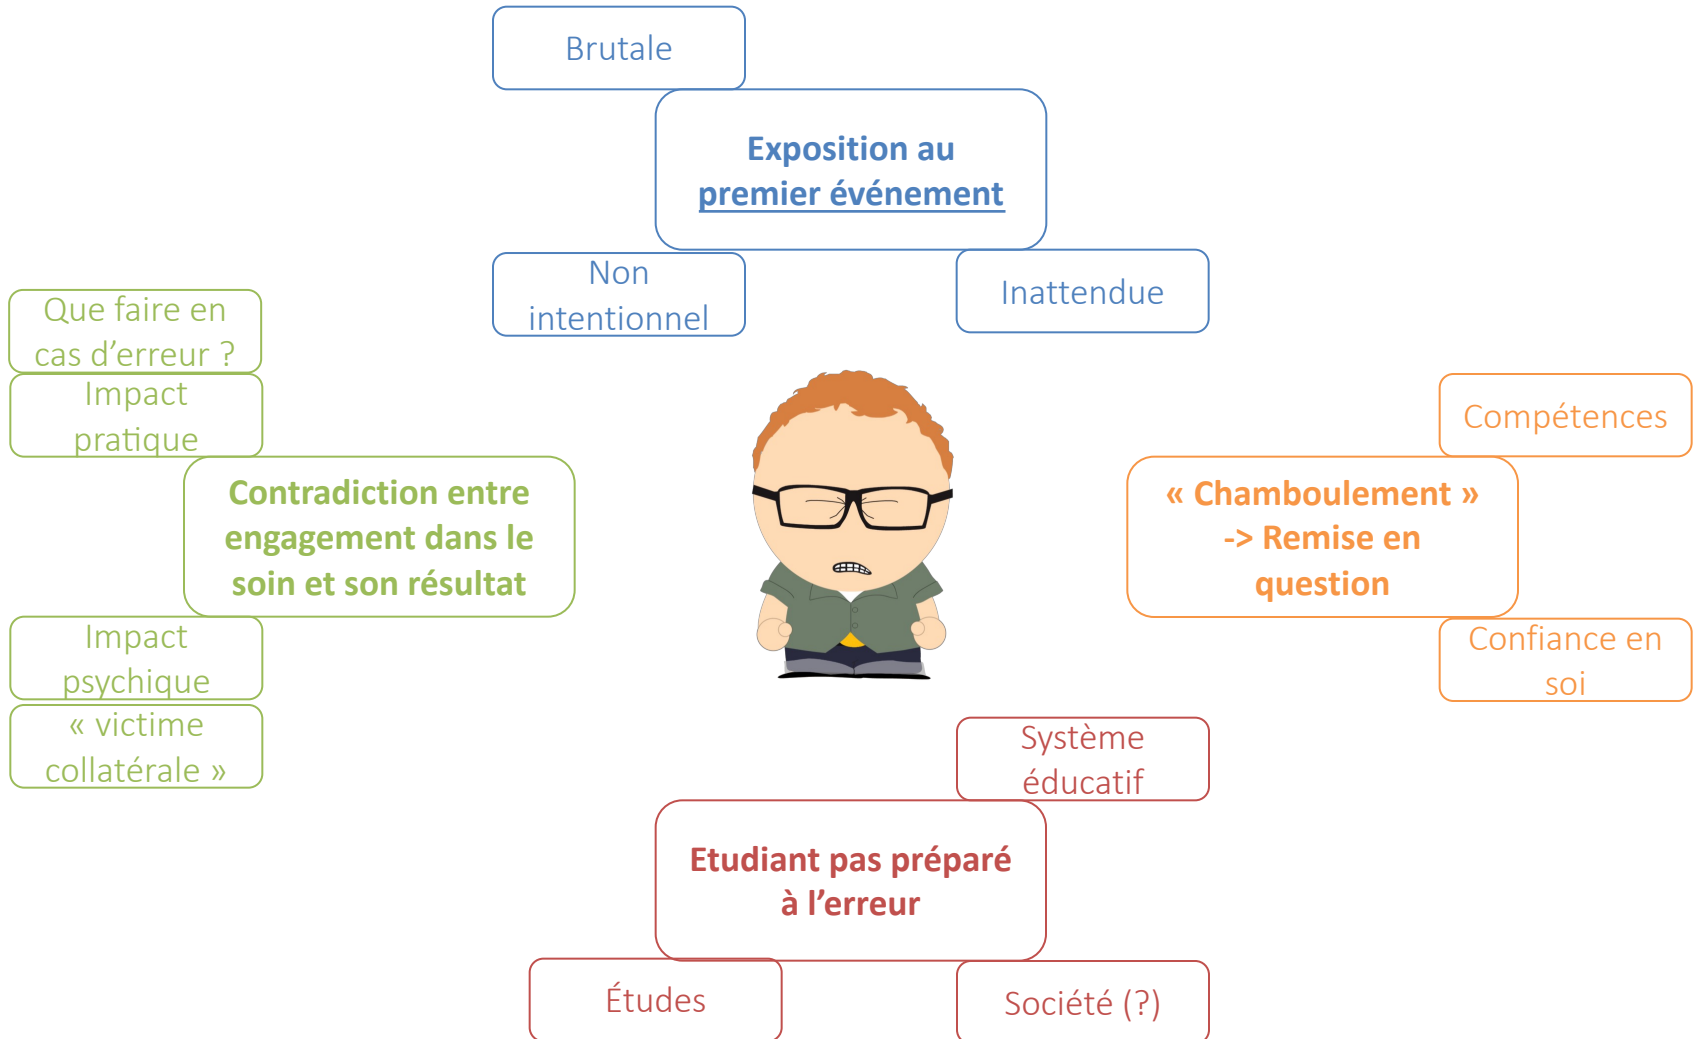 Brutale
Exposition au
premier événement
Non
intentionnel
Inattendue
Que faire en
cas d'erreur ?
Impact
pratique
Contradiction entre
engagement dans le
soin et son résultat
Impact
psychique
« victime
collatérale »
Compétences
« Chamboulement »
-> Remise en
question
Confiance en
soi
Système
éducatif
Etudiant pas préparé
à l’erreur
Études
Société (?)